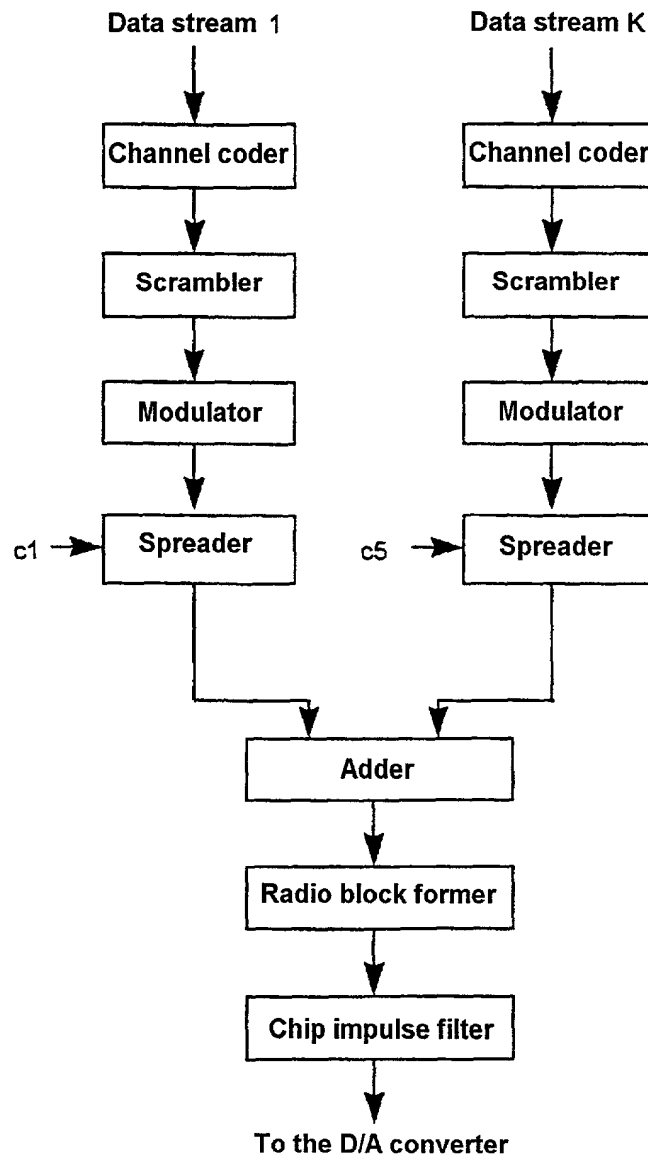 Data stream 1
Data stream K
Channel coder
Channel coder
Scrambler
Scrambler
Modulator
Modulator
c1
Spreader
c5
Spreader
Adder
Radio block former
Chip impulse filter
To the D/A converter